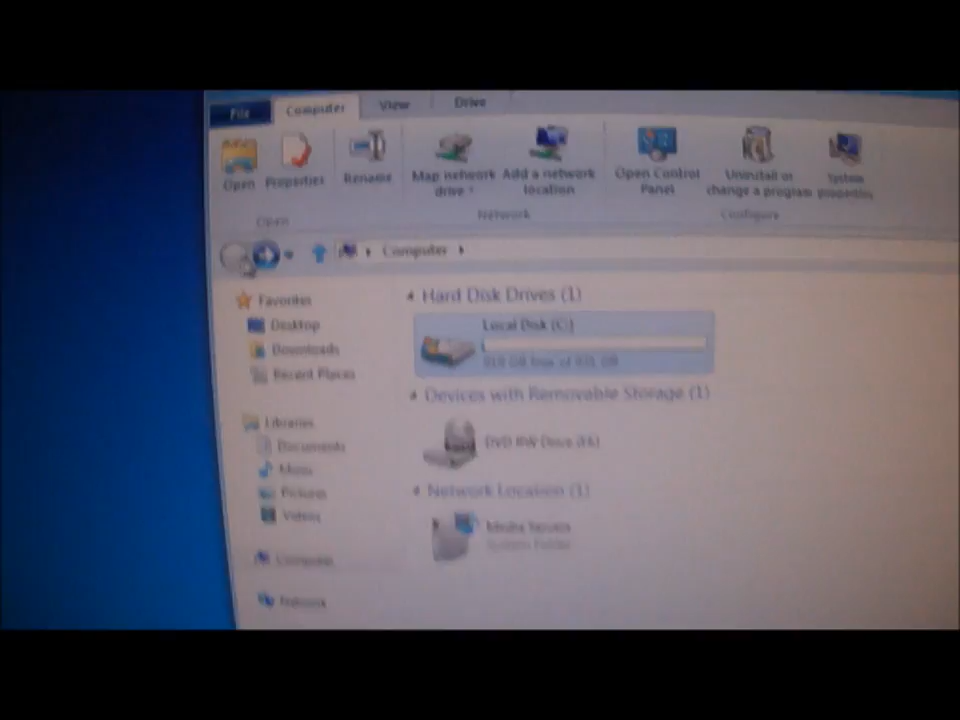 File Computer View Drive
Open Properties Rename Map network drive Add a network location Open Control Panel Uninstall or change a program System properties
Open Network Configure
Computer
Favorites
Desktop
Downloads
Recent Places
Libraries
Documents
Music
Pictures
Videos
Computer
Network
Hard Disk Drives (1)
Local Disk (C:)
GB free of 931 GB
Devices with Removable Storage (1)
DVD RW Drive
Network Location (1)
Media Servers
System Folder